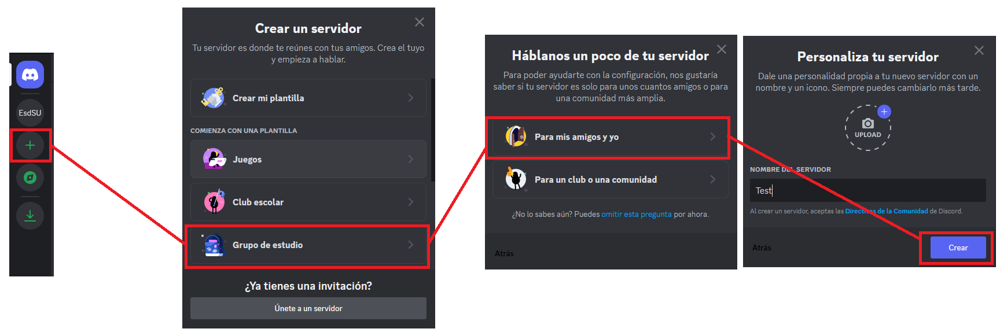 EsdSU
Crear un servidor
Tu servidor es donde te reúnes con tus amigos. Crea el tuyo
y empieza a hablar.
Crear mi plantilla
COMIENZA CON UNA PLANTILLA
Juegos
Club escolar
Grupo de estudio
¿Ya tienes una invitación?
Únete a un servidor
Háblanos un poco de tu servidor
Para poder ayudarte con la configuración, nos gustaría
saber si tu servidor es solo para unos cuantos amigos o para
una comunidad más amplia.
Para mis amigos y yo
Para un club o una comunidad
¿No lo sabes aún? Puedes omitir esta pregunta por ahora.
Atrás
Personaliza tu servidor
Dale una personalidad propia a tu nuevo servidor con un
nombre y un icono. Siempre puedes cambiarlo más tarde.
UPLOAD
NOMBRE DEL SERVIDOR
Test
Al crear un servidor, aceptas las Directivas de la Comunidad de Discord.
Atrás
Crear